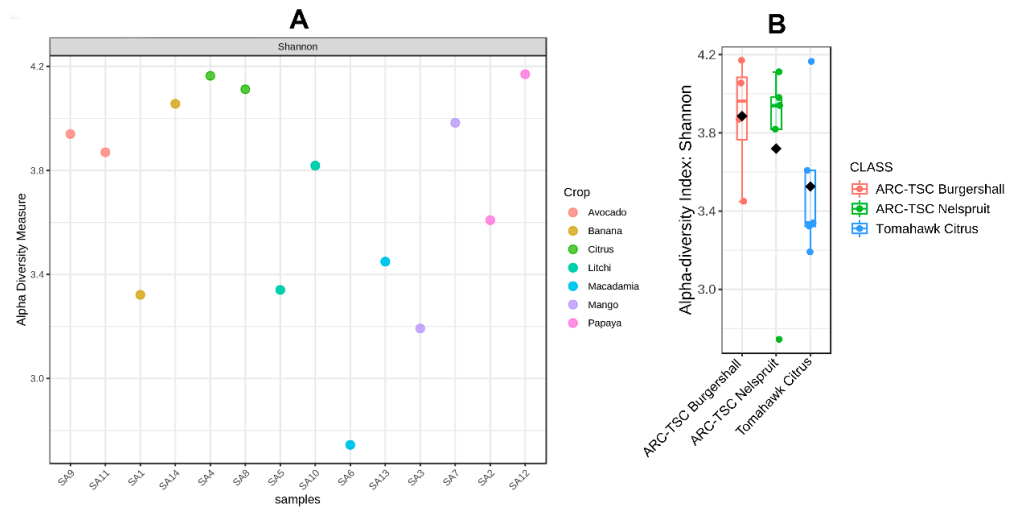 A
Shannon
Alpha Diversity Measure
4.2
3.8
3.4
3.0
SA9
SA11
SA1
SA14
SA4
SA8
SA5
SA10
SA6
SA13
SA3
SA7
SA2
SA12
samples
Crop
Avocado
Banana
Citrus
Litchi
Macadamia
Mango
Papaya
B
Alpha-diversity Index: Shannon
4.2
3.8
3.4
3.0
ARC-TSC Burgershall
ARC-TSC Nelspruit
Tomahawk Citrus
CLASS
ARC-TSC Burgershall
ARC-TSC Nelspruit
Tomahawk Citrus